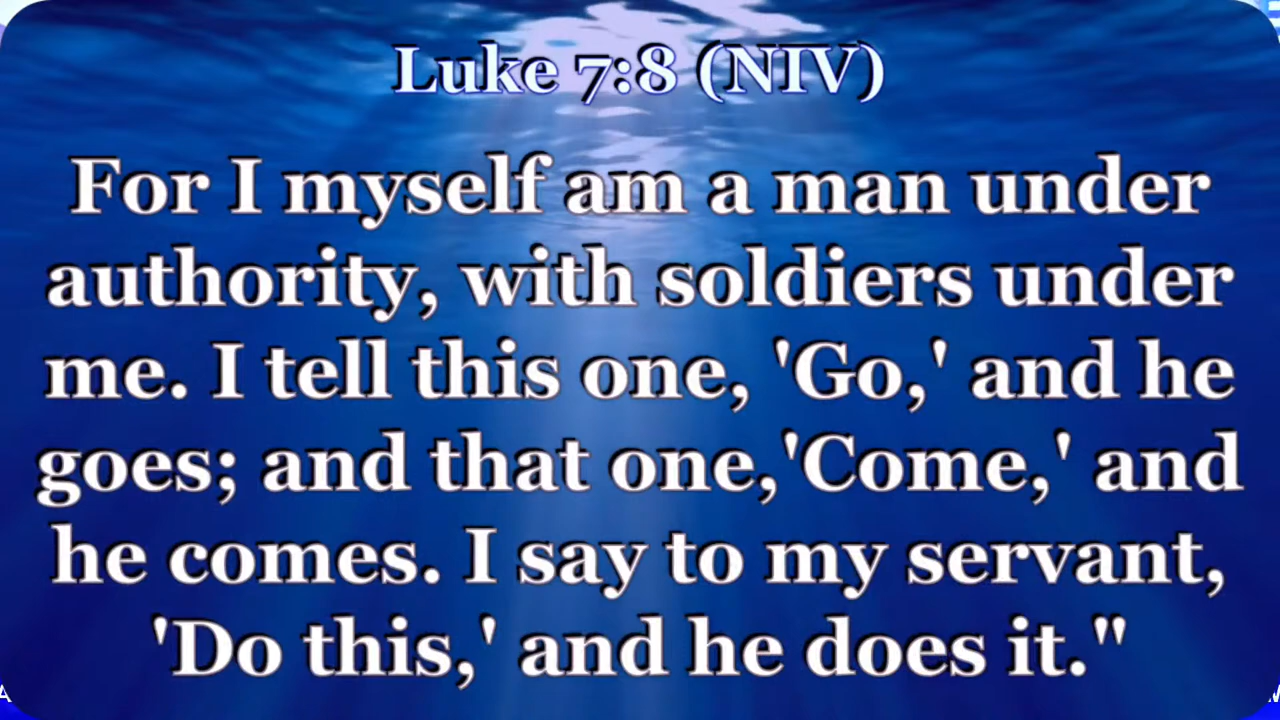 Luke 7:8 (NIV)
For I myself am a man under
authority, with soldiers under
me. I tell this one, 'Go,' and he
goes; and that one,'Come,' and
he comes. I say to my servant,
'Do this,' and he does it."